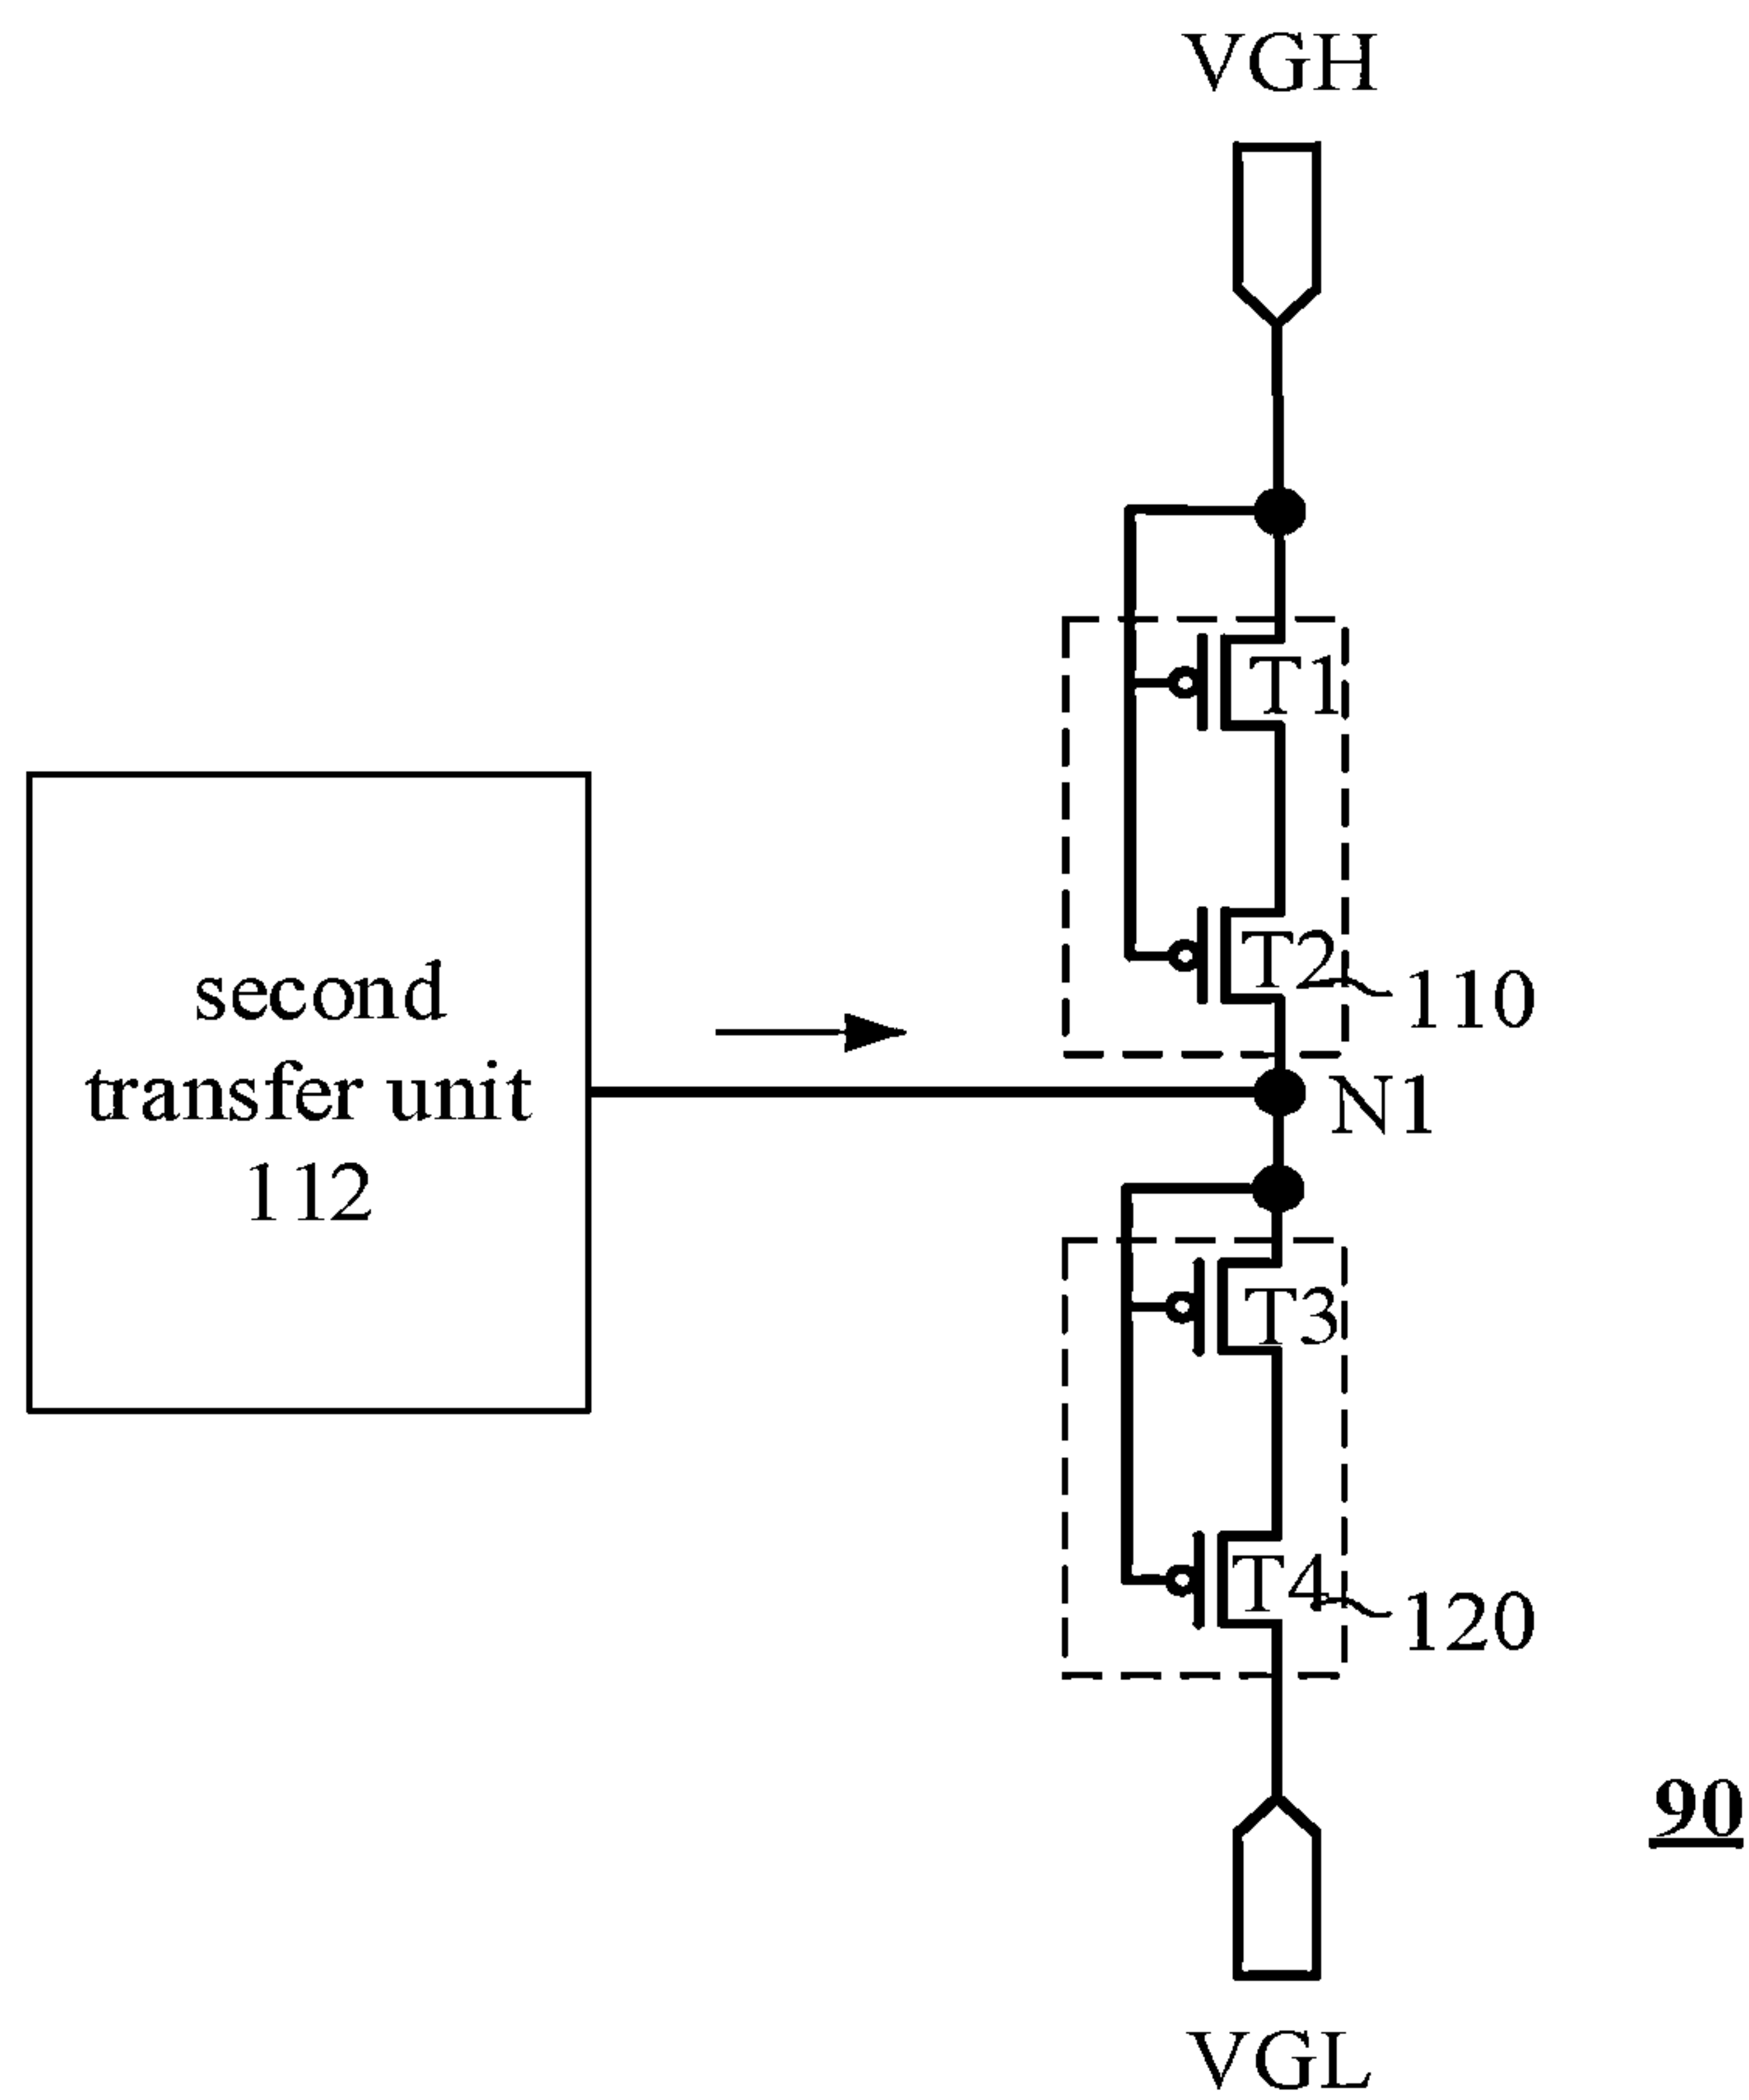 VGH
T1
T2
110
second
transfer unit
112
N1
T3
T4
120
90
VGL